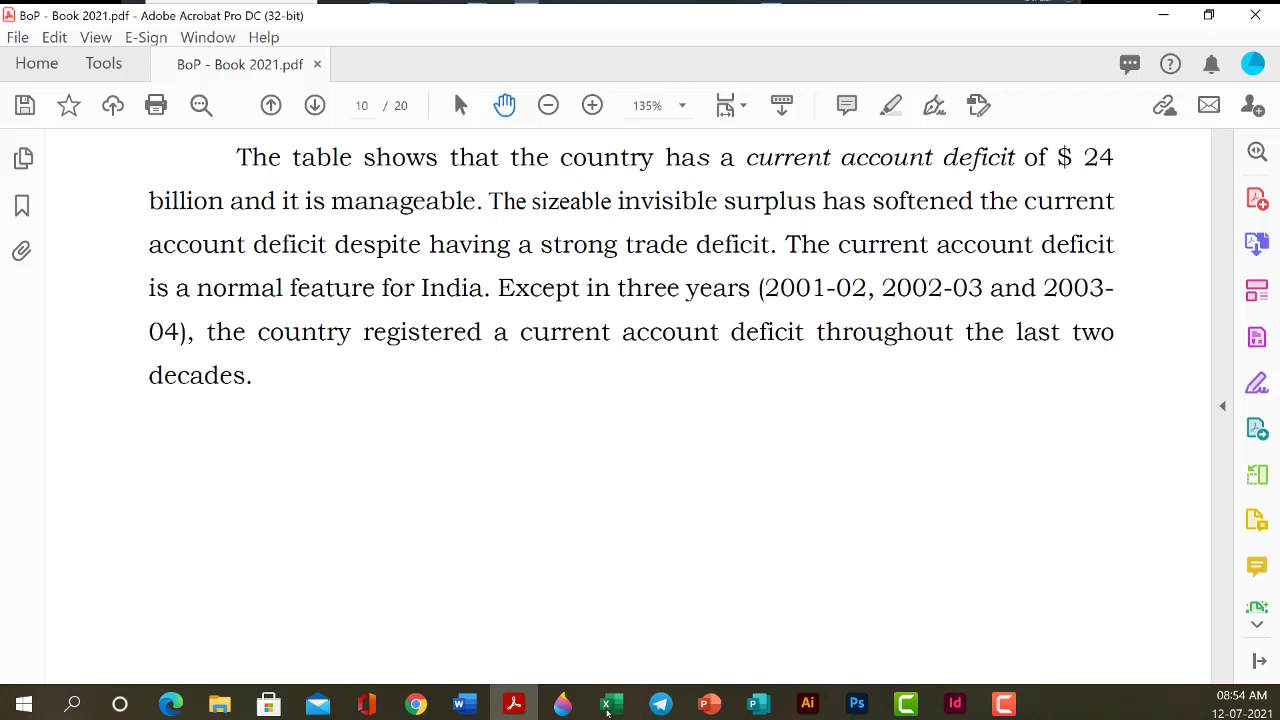 BoP - Book 2021.pdf - Adobe Acrobat Pro DC (32-bit)
File Edit View E-Sign Window Help
Home Tools BoP - Book 2021.pdf ×
10 / 20 135%
The table shows that the country has a current account deficit of $ 24
billion and it is manageable. The sizeable invisible surplus has softened the current
account deficit despite having a strong trade deficit. The current account deficit
is a normal feature for India. Except in three years (2001-02, 2002-03 and 2003-
04), the country registered a current account deficit throughout the last two
decades.
Ai Ps Id
08:54 AM
12-07-2021